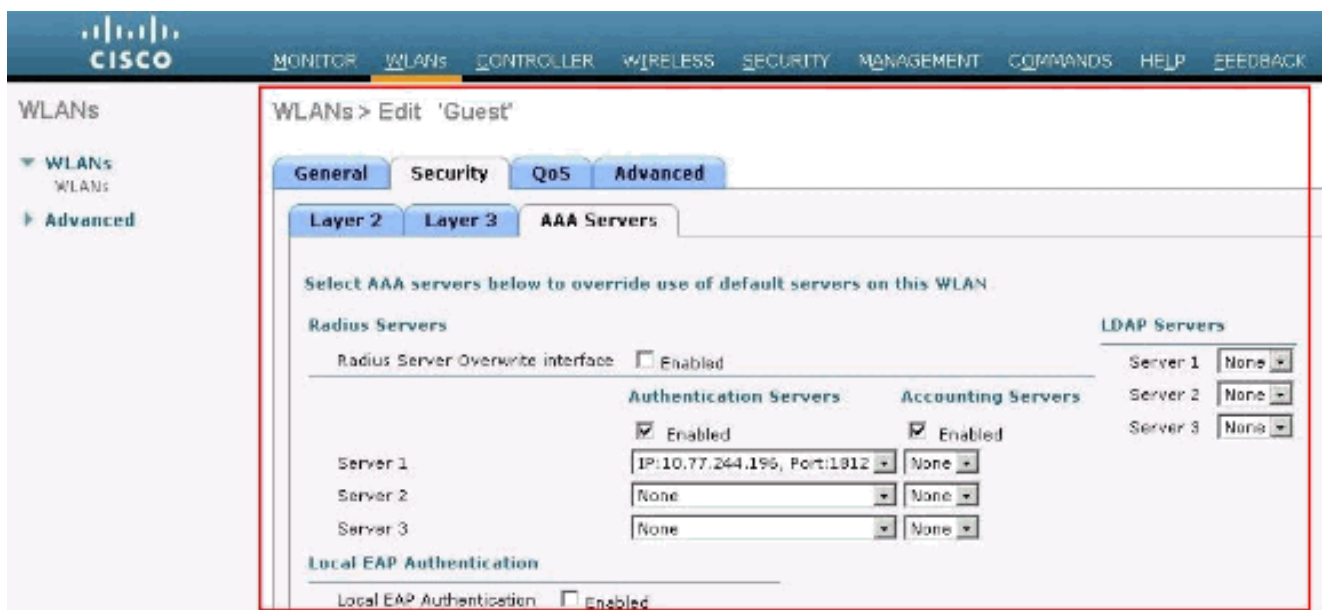 CISCO
MONITOR WLANs CONTROLLER WIRELESS SECURITY MANAGEMENT COMMANDS HELP FEEDBACK
WLANs
WLANs
WLANs
Advanced
WLANs > Edit 'Guest'
General Security QoS Advanced
Layer 2 Layer 3 AAA Servers
Select AAA servers below to override use of default servers on this WLAN
Radius Servers
LDAP Servers
Radius Server Overwrite interface Enabled
Server 1 None
Server 2 None
Server 3 None
Authentication Servers Accounting Servers
Enabled Enabled
Server 1 IP:10.77.244.196, Port:1812 None
Server 2 None None
Server 3 None None
Local EAP Authentication
Local EAP Authentication Enabled